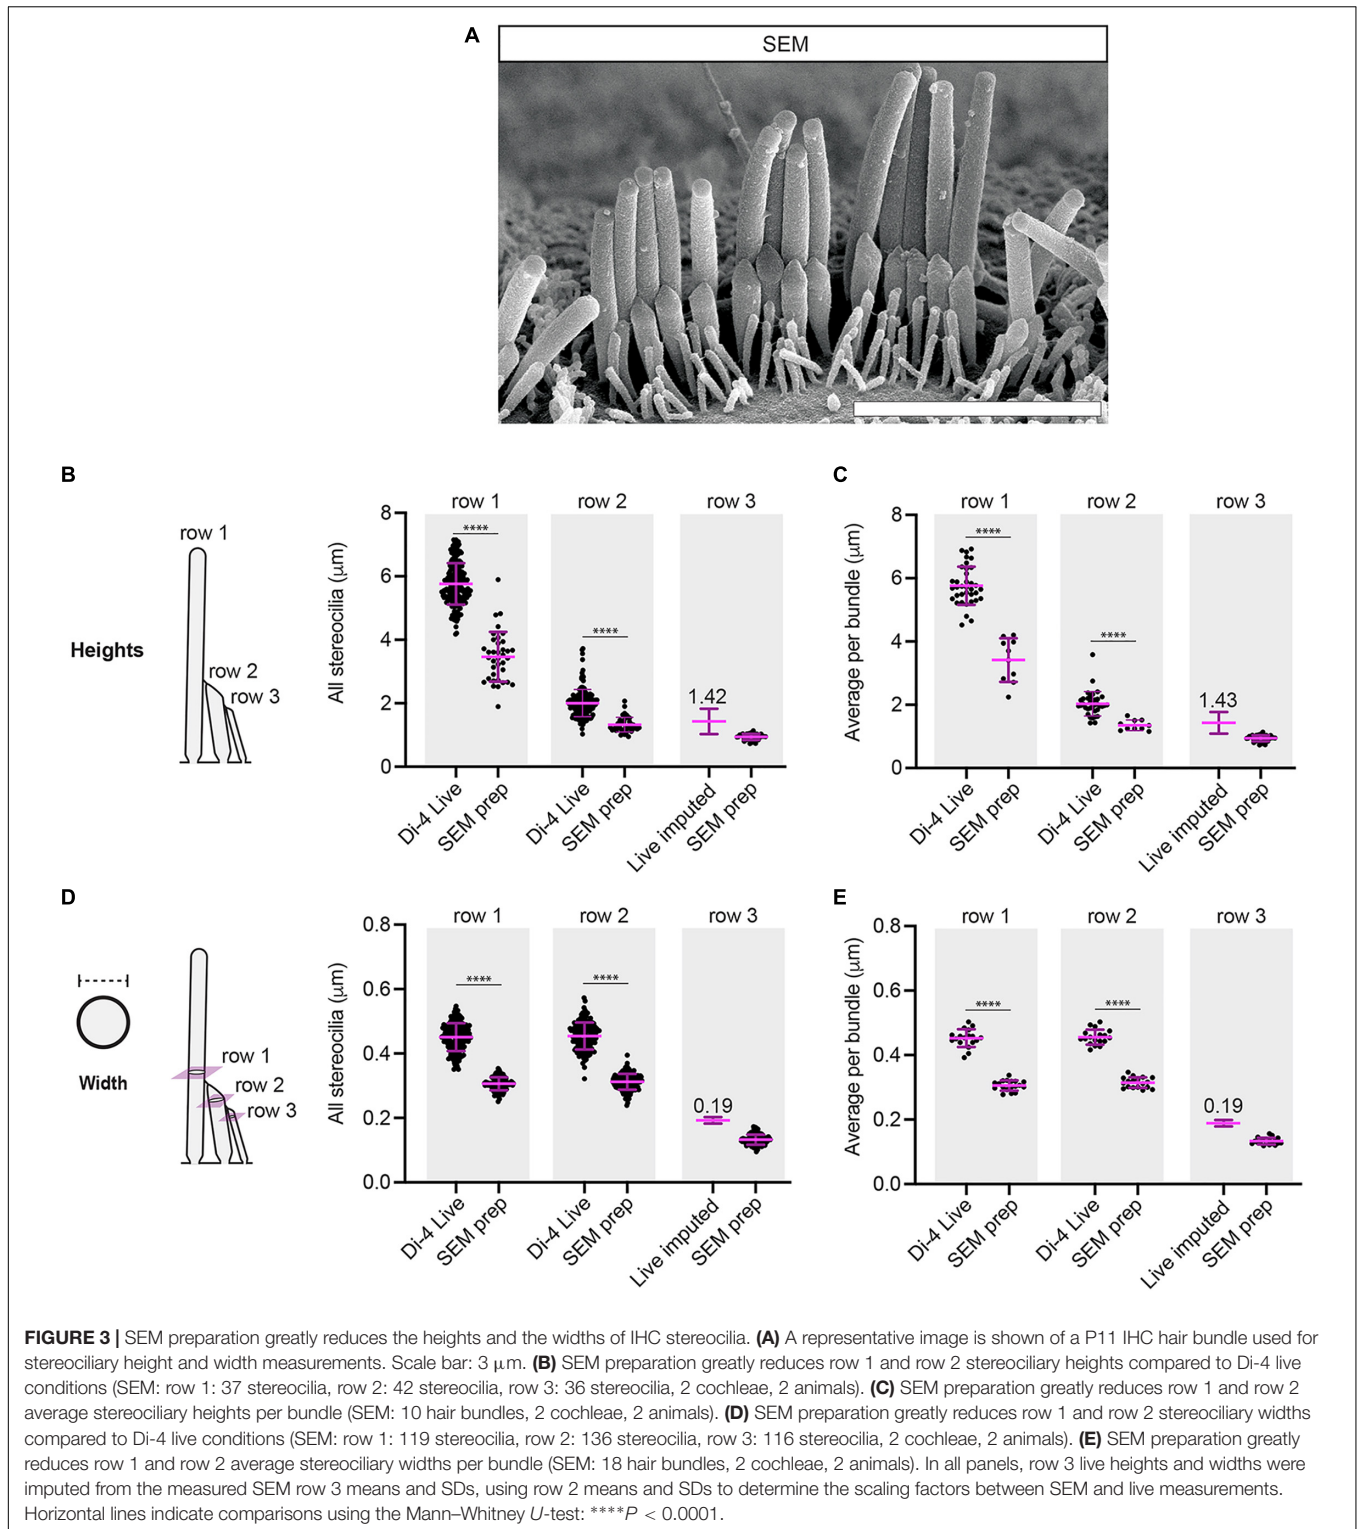 A
SEM
B
row 1
row 2
row 3
Heights
row 1
row 2
row 3
All stereocilia (μm)
8
6
4
2
0
****
****
1.42
Di-4 Live
SEM prep
Di-4 Live
SEM prep
Live imputed
SEM prep
C
row 1
row 2
row 3
Average per bundle (μm)
8
6
4
2
0
****
****
1.43
Di-4 Live
SEM prep
Di-4 Live
SEM prep
Live imputed
SEM prep
D
Width
row 1
row 2
row 3
row 1
row 2
row 3
All stereocilia (μm)
0.8
0.6
0.4
0.2
0.0
****
****
0.19
Di-4 Live
SEM prep
Di-4 Live
SEM prep
Live imputed
SEM prep
E
row 1
row 2
row 3
Average per bundle (μm)
0.8
0.6
0.4
0.2
0.0
****
****
0.19
Di-4 Live
SEM prep
Di-4 Live
SEM prep
Live imputed
SEM prep
FIGURE 3 | SEM preparation greatly reduces the heights and the widths of IHC stereocilia. (A) A representative image is shown of a P11 IHC hair bundle used for
stereociliary height and width measurements. Scale bar: 3 μm. (B) SEM preparation greatly reduces row 1 and row 2 stereociliary heights compared to Di-4 live
conditions (SEM: row 1: 37 stereocilia, row 2: 42 stereocilia, row 3: 36 stereocilia, 2 cochleae, 2 animals). (C) SEM preparation greatly reduces row 1 and row 2
average stereociliary heights per bundle (SEM: 10 hair bundles, 2 cochleae, 2 animals). (D) SEM preparation greatly reduces row 1 and row 2 stereociliary widths
compared to Di-4 live conditions (SEM: row 1: 119 stereocilia, row 2: 136 stereocilia, row 3: 116 stereocilia, 2 cochleae, 2 animals). (E) SEM preparation greatly
reduces row 1 and row 2 average stereociliary widths per bundle (SEM: 18 hair bundles, 2 cochleae, 2 animals). In all panels, row 3 live heights and widths were
imputed from the measured SEM row 3 means and SDs, using row 2 means and SDs to determine the scaling factors between SEM and live measurements.
Horizontal lines indicate comparisons using the Mann–Whitney U-test: ****P < 0.0001.